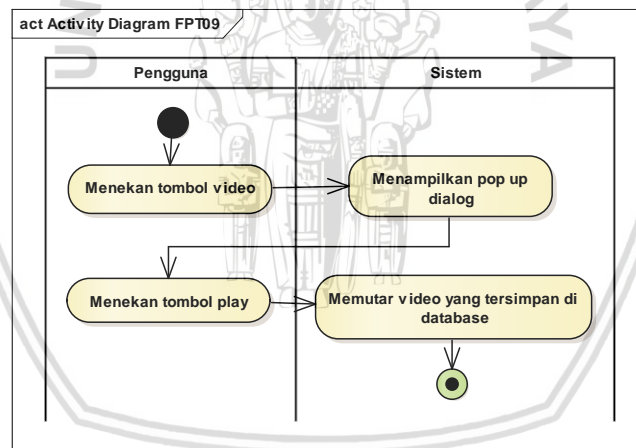 act Activity Diagram FPT09
Pengguna
Sistem
Menekan tombol video
Menampilkan pop up
dialog
Menekan tombol play
Memutar video yang tersimpan di
database